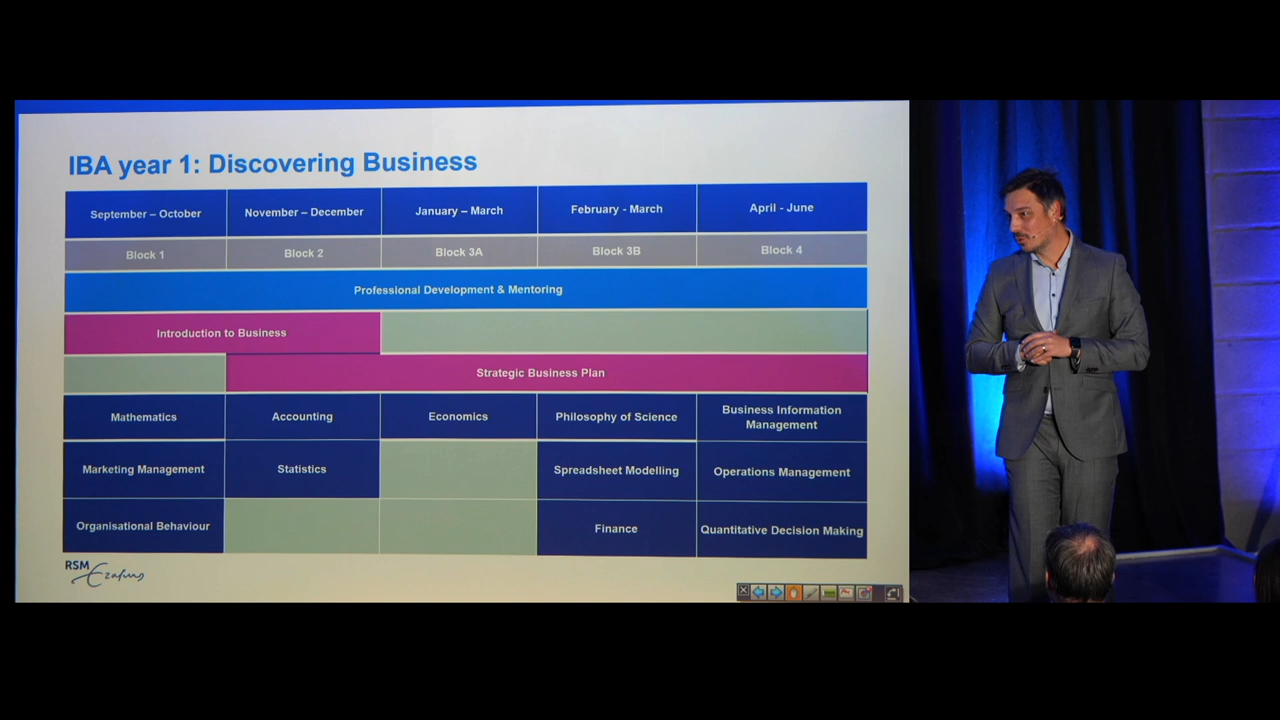 IBA year 1: Discovering Business
September – October
November – December
January – March
February - March
April - June
Block 1
Block 2
Block 3A
Block 3B
Block 4
Professional Development & Mentoring
Introduction to Business
Strategic Business Plan
Mathematics
Accounting
Economics
Philosophy of Science
Business Information
Management
Marketing Management
Statistics
Spreadsheet Modelling
Operations Management
Organisational Behaviour
Finance
Quantitative Decision Making
RSM
Erasmus